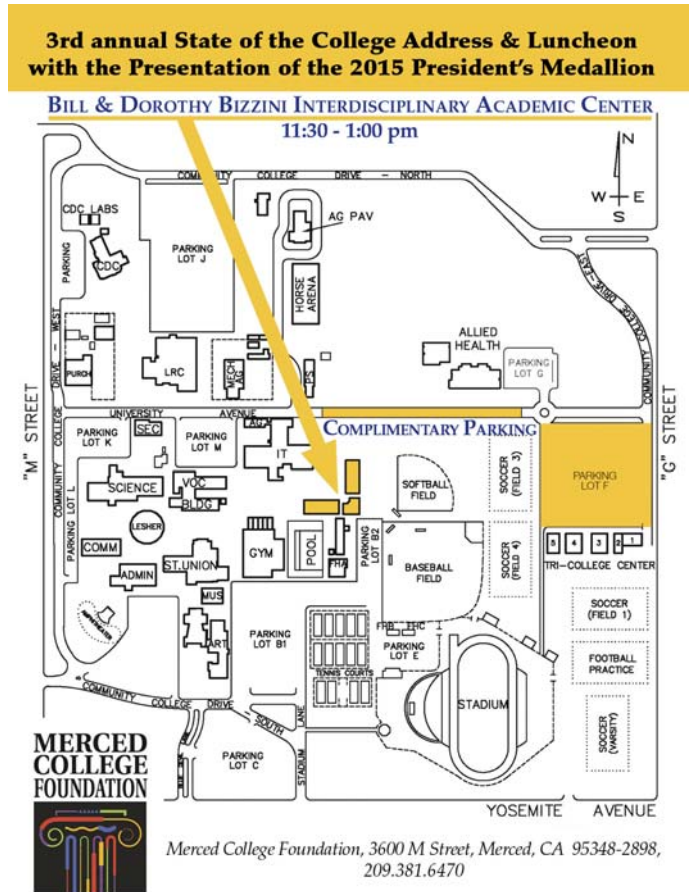 3rd annual State of the College Address & Luncheon
with the Presentation of the 2015 President's Medallion
BILL & DOROTHY BIZZINI INTERDISCIPLINARY ACADEMIC CENTER
11:30 - 1:00 pm
N
W E
S
COMMUNITY COLLEGE DRIVE - NORTH
CDC LABS
CDC
PARKING
PARKING
LOT J
AG PAV
HORSE
ARENA
COMMUNITY COLLEGE DRIVE-EAST
COMMUNITY COLLEGE DRIVE - WEST
"M" STREET
"G" STREET
PURCH
LRC
MECH
AG
PS
ALLIED
HEALTH
PARKING
LOT G
UNIVERSITY AVENUE
COMPLIMENTARY PARKING
PARKING
LOT K
SEC
PARKING
LOT M
AG
IT
PARKING LOT L
SCIENCE
VOC
BLDG
LESHER
COMM
ADMIN
ST.UNION
MUS
ART
AMPHITHEATER
GYM
POOL
FHA
PARKING
LOT B2
SOFTBALL
FIELD
SOCCER
(FIELD 3)
PARKING
LOT F
BASEBALL
FIELD
SOCCER
(FIELD 4)
5 4 3 2 1
TRI-COLLEGE CENTER
SOCCER
(FIELD 1)
FOOTBALL
PRACTICE
SOCCER
(VARSITY)
PARKING
LOT B1
TENNIS COURTS
FHB FHC
PARKING
LOT E
STADIUM
COMMUNITY COLLEGE DRIVE - SOUTH
STADIUM LANE
PARKING
LOT C
YOSEMITE AVENUE
MERCED
COLLEGE
FOUNDATION
Merced College Foundation, 3600 M Street, Merced, CA 95348-2898,
209.381.6470